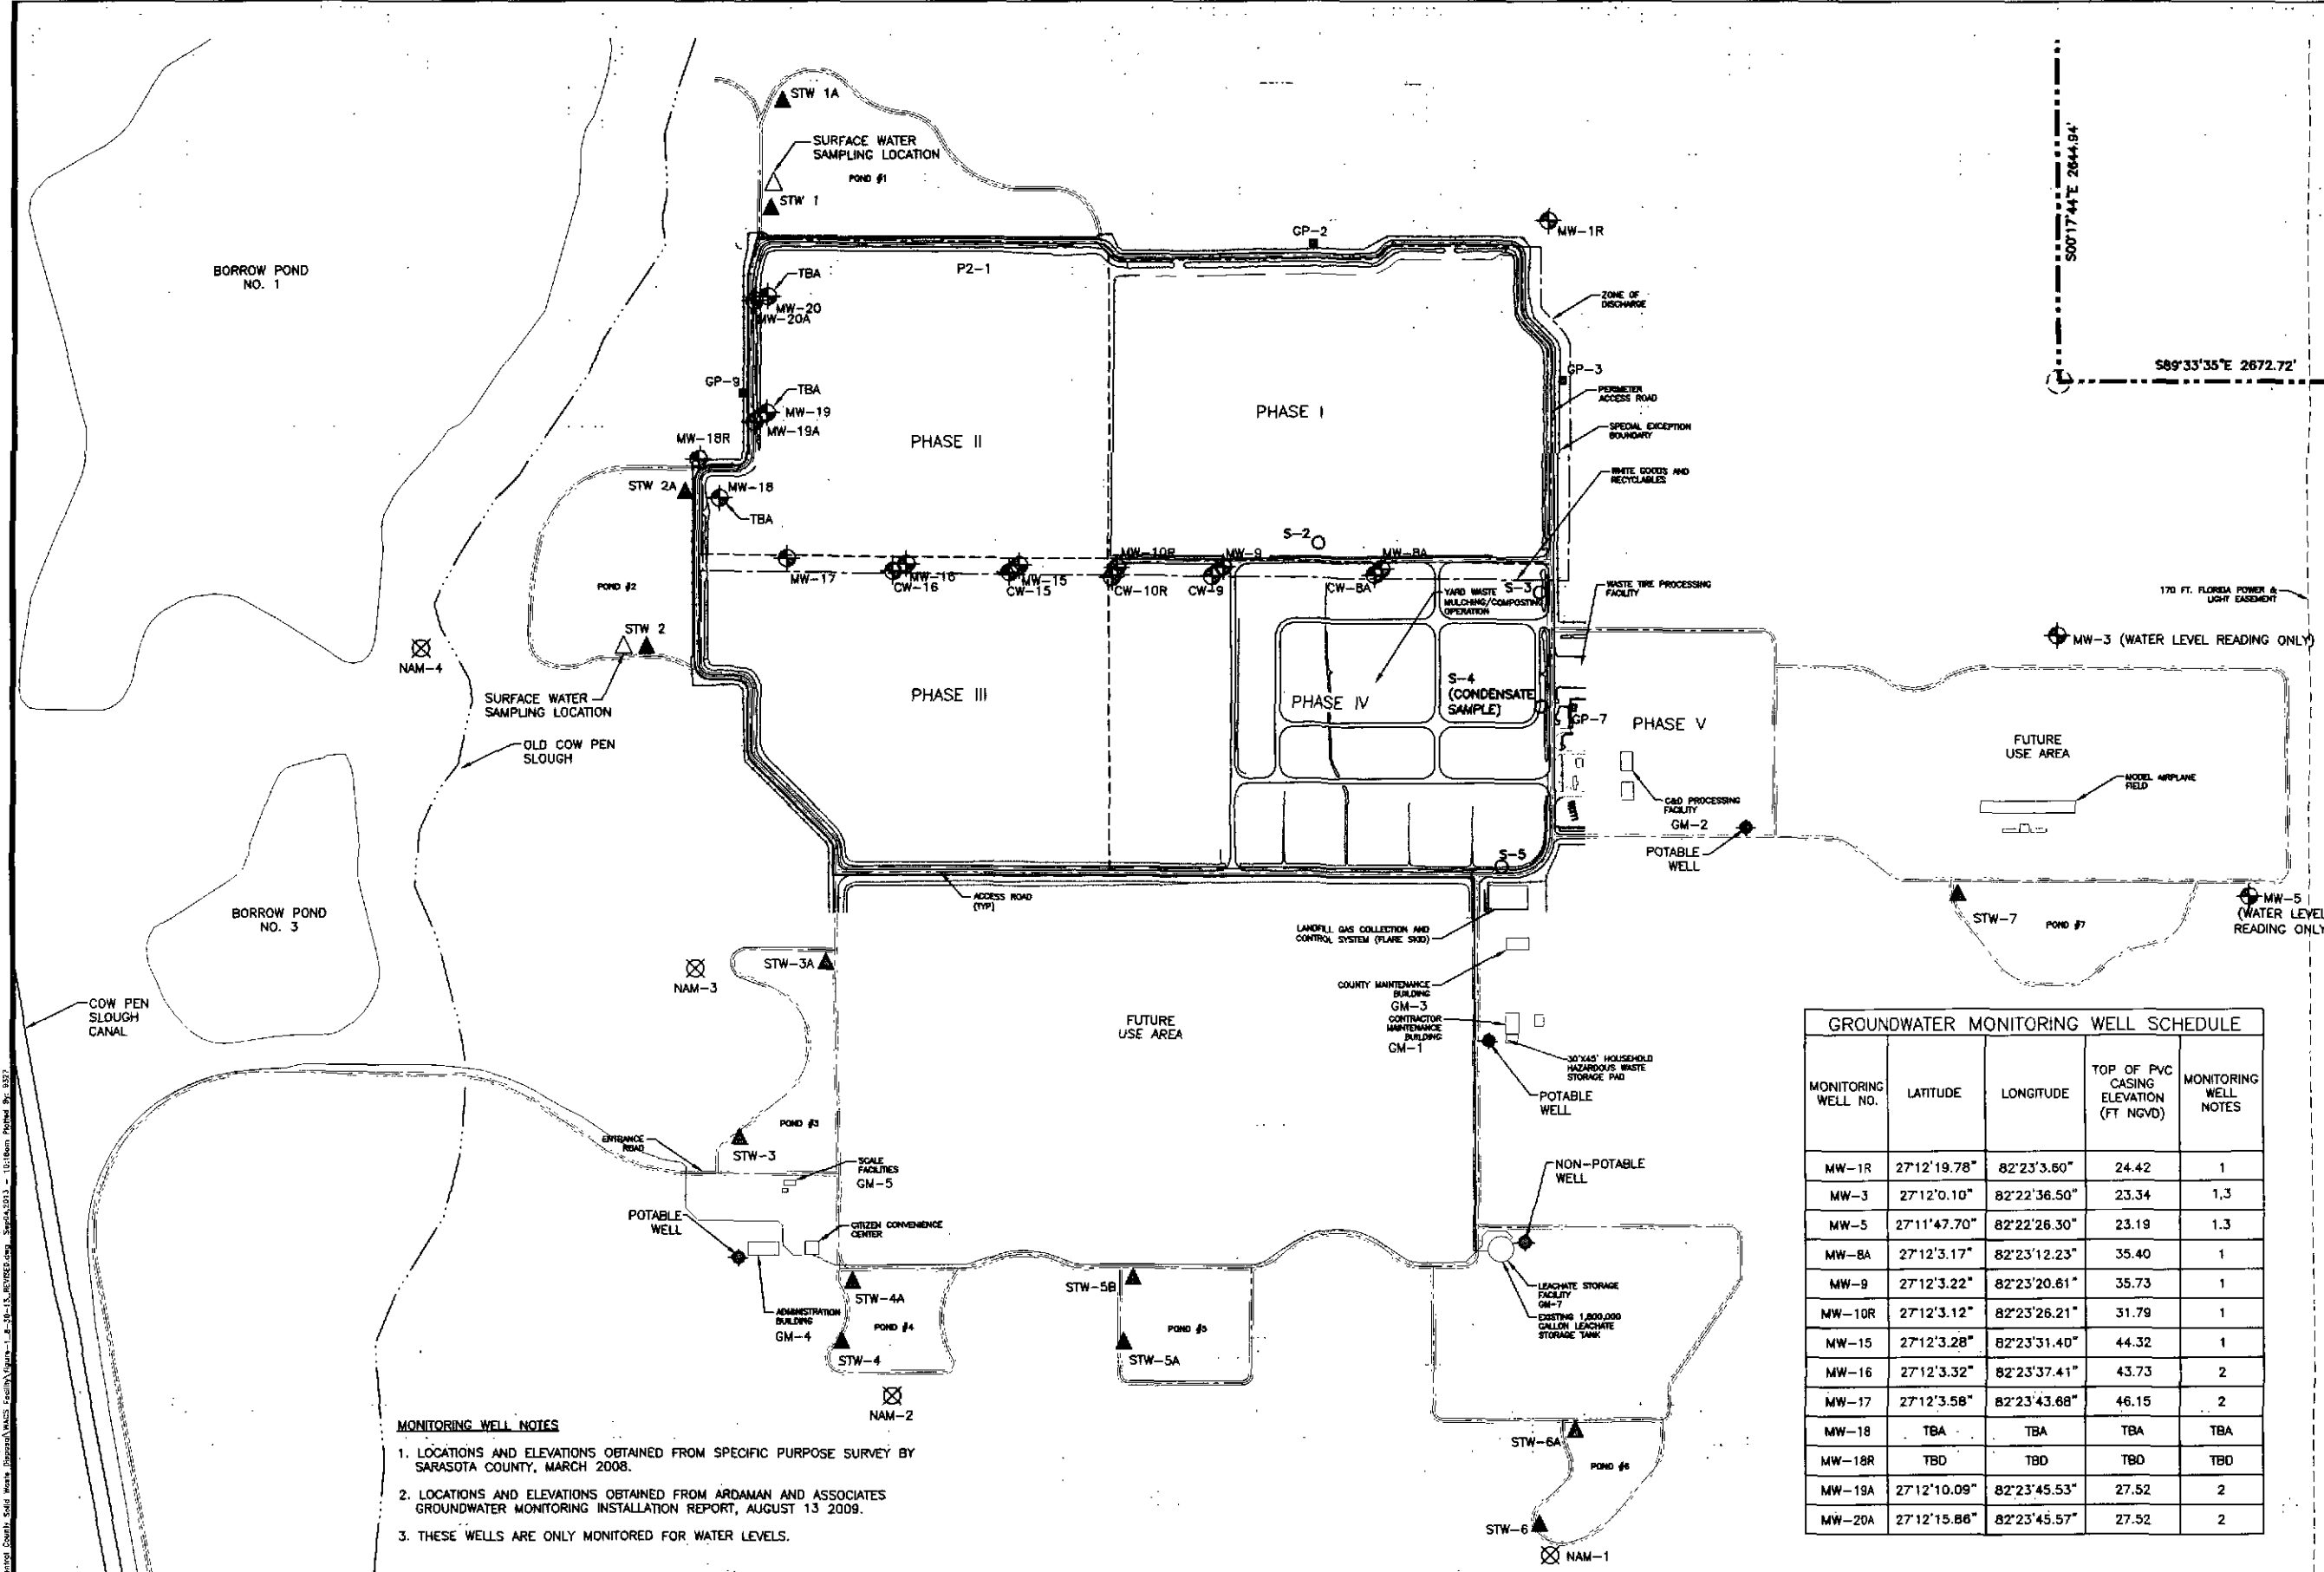 STW 1A
SURFACE WATER
SAMPLING LOCATION
POND #1
STW 1
S00°17'44"E 2644.94'
GP-2
MW-1R
BORROW POND
NO. 1
P2-1
TBA
MW-20
MW-20A
ZONE OF
DISCHARGE
S89°33'35"E 2672.72'
GP-9
TBA
MW-19
MW-19A
GP-3
PERIMETER
ACCESS ROAD
PHASE I
PHASE II
SPECIAL EXCEPTION
BOUNDARY
MW-18R
WHITE GOODS AND
RECYCLABLES
STW 2A
MW-18
TBA
S-2
MW-17
MW-16
CW-16
MW-15
CW-15
MW-10R
CW-10R
MW-9
CW-9
MW-8A
CW-8A
S-3
YARD WASTE
MULCHING/COMPOSTING
OPERATION
WASTE TIRE PROCESSING
FACILITY
170 FT. FLORIDA POWER &
LIGHT EASEMENT
POND #2
STW 2
NAM-4
MW-3 (WATER LEVEL READING ONLY)
SURFACE WATER
SAMPLING LOCATION
PHASE III
PHASE IV
S-4
(CONDENSATE
SAMPLE)
GP-7
PHASE V
OLD COW PEN
SLOUGH
FUTURE
USE AREA
MODEL AIRPLANE
FIELD
C&D PROCESSING
FACILITY
GM-2
POTABLE
WELL
S-5
ACCESS ROAD
(TYP)
BORROW POND
NO. 3
STW-7
POND #7
MW-5
(WATER LEVEL
READING ONLY
LANDFILL GAS COLLECTION AND
CONTROL SYSTEM (FLARE SKID)
STW-3A
NAM-3
COW PEN
SLOUGH
CANAL
COUNTY MAINTENANCE
BUILDING
GM-3
CONTRACTOR
MAINTENANCE
BUILDING
GM-1
FUTURE
USE AREA
30'X45' HOUSEHOLD
HAZARDOUS WASTE
STORAGE PAD
POTABLE
WELL
POND #3
ENTRANCE
ROAD
STW-3
SCALE
FACILITIES
GM-5
NON-POTABLE
WELL
POTABLE
WELL
CITIZEN CONVENIENCE
CENTER
STW-4A
STW-5B
LEACHATE STORAGE
FACILITY
GM-7
EXISTING 1,800,000
GALLON LEACHATE
STORAGE TANK
ADMINISTRATION
BUILDING
GM-4
POND #4
STW-4
POND #5
STW-5A
NAM-2
STW-6A
POND #6
STW-6
NAM-1
MONITORING WELL NOTES
1. LOCATIONS AND ELEVATIONS OBTAINED FROM SPECIFIC PURPOSE SURVEY BY
SARASOTA COUNTY, MARCH 2008.
2. LOCATIONS AND ELEVATIONS OBTAINED FROM ARDAMAN AND ASSOCIATES
GROUNDWATER MONITORING INSTALLATION REPORT, AUGUST 13 2009.
3. THESE WELLS ARE ONLY MONITORED FOR WATER LEVELS.
GROUNDWATER MONITORING WELL SCHEDULE
MONITORING WELL NO. LATITUDE LONGITUDE TOP OF PVC CASING ELEVATION (FT NGVD) MONITORING WELL NOTES
MW-1R 27°12'19.78" 82°23'3.60" 24.42 1
MW-3 27°12'0.10" 82°22'36.50" 23.34 1,3
MW-5 27°11'47.70" 82°22'26.30" 23.19 1.3
MW-8A 27°12'3.17" 82°23'12.23" 35.40 1
MW-9 27°12'3.22" 82°23'20.61" 35.73 1
MW-10R 27°12'3.12" 82°23'26.21" 31.79 1
MW-15 27°12'3.28" 82°23'31.40" 44.32 1
MW-16 27°12'3.32" 82°23'37.41" 43.73 2
MW-17 27°12'3.58" 82°23'43.68" 46.15 2
MW-18 TBA TBA TBA TBA
MW-18R TBD TBD TBD TBD
MW-19A 27°12'10.09" 82°23'45.53" 27.52 2
MW-20A 27°12'15.86" 82°23'45.57" 27.52 2